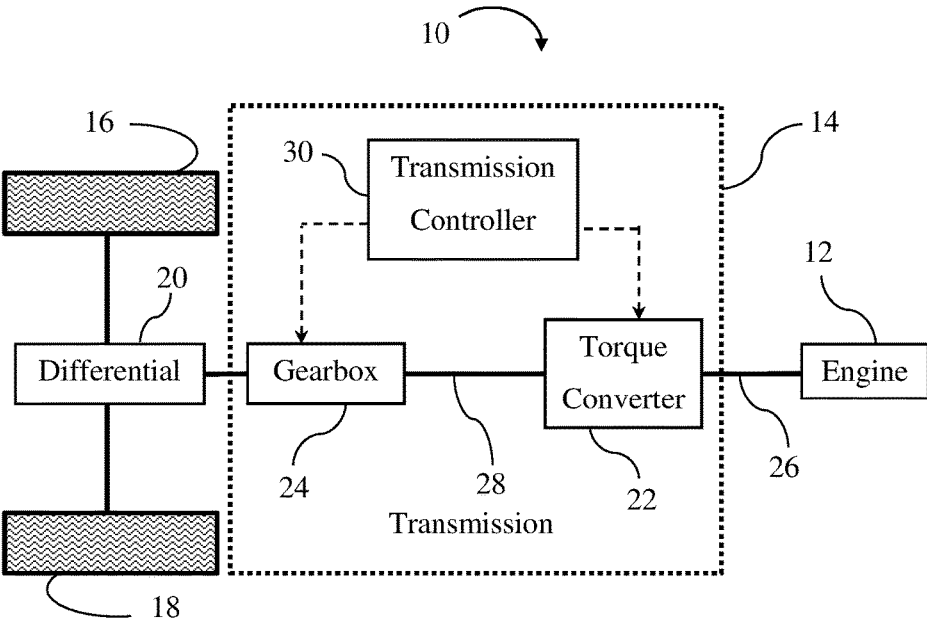 10
16
14
30
Transmission
Controller
12
20
Differential
Gearbox
Torque
Converter
Engine
24
28
22
26
Transmission
18